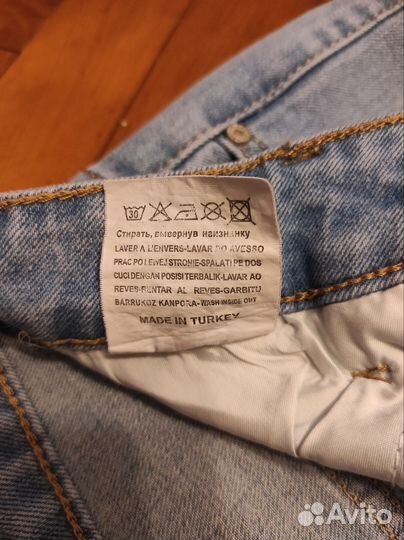 30
Стирать, вывернув наизнанку
LAVER A L'ENVERS-LAVAR DO AVESSO
PRAC PO LEWEJ STRONIE-SPALATI PE DOS
CUCI DENGAN POSISI TERBALIK-LAVAR AO
REVES-RENTAR AL REVES-GARBITU
BARRUKOZ KANPORA-WASH INSIDE OUT
MADE IN TURKEY
Avito